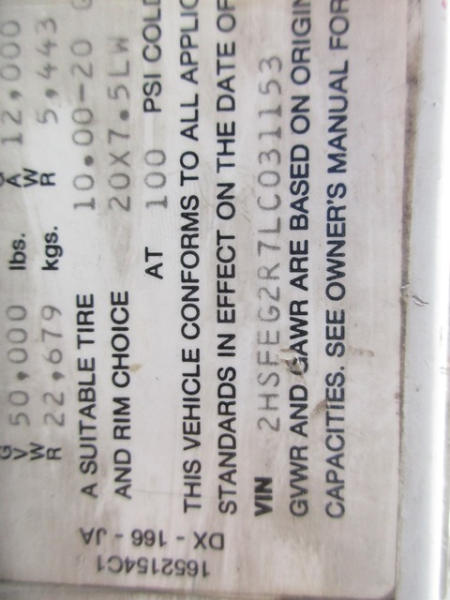 G
V
W
R
50,000 lbs.
22,679 kgs.
G
A
W
R
12,000
5,443
A SUITABLE TIRE 10.00-20 G
AND RIM CHOICE 20X7.5LW
AT 100 PSI COLD
THIS VEHICLE CONFORMS TO ALL APPLIC
STANDARDS IN EFFECT ON THE DATE OF
VIN 2HSFEG2R7LC031153
GVWR AND GAWR ARE BASED ON ORIGIN
CAPACITIES. SEE OWNER'S MANUAL FOR
1652154C1
DX - 166 - JA